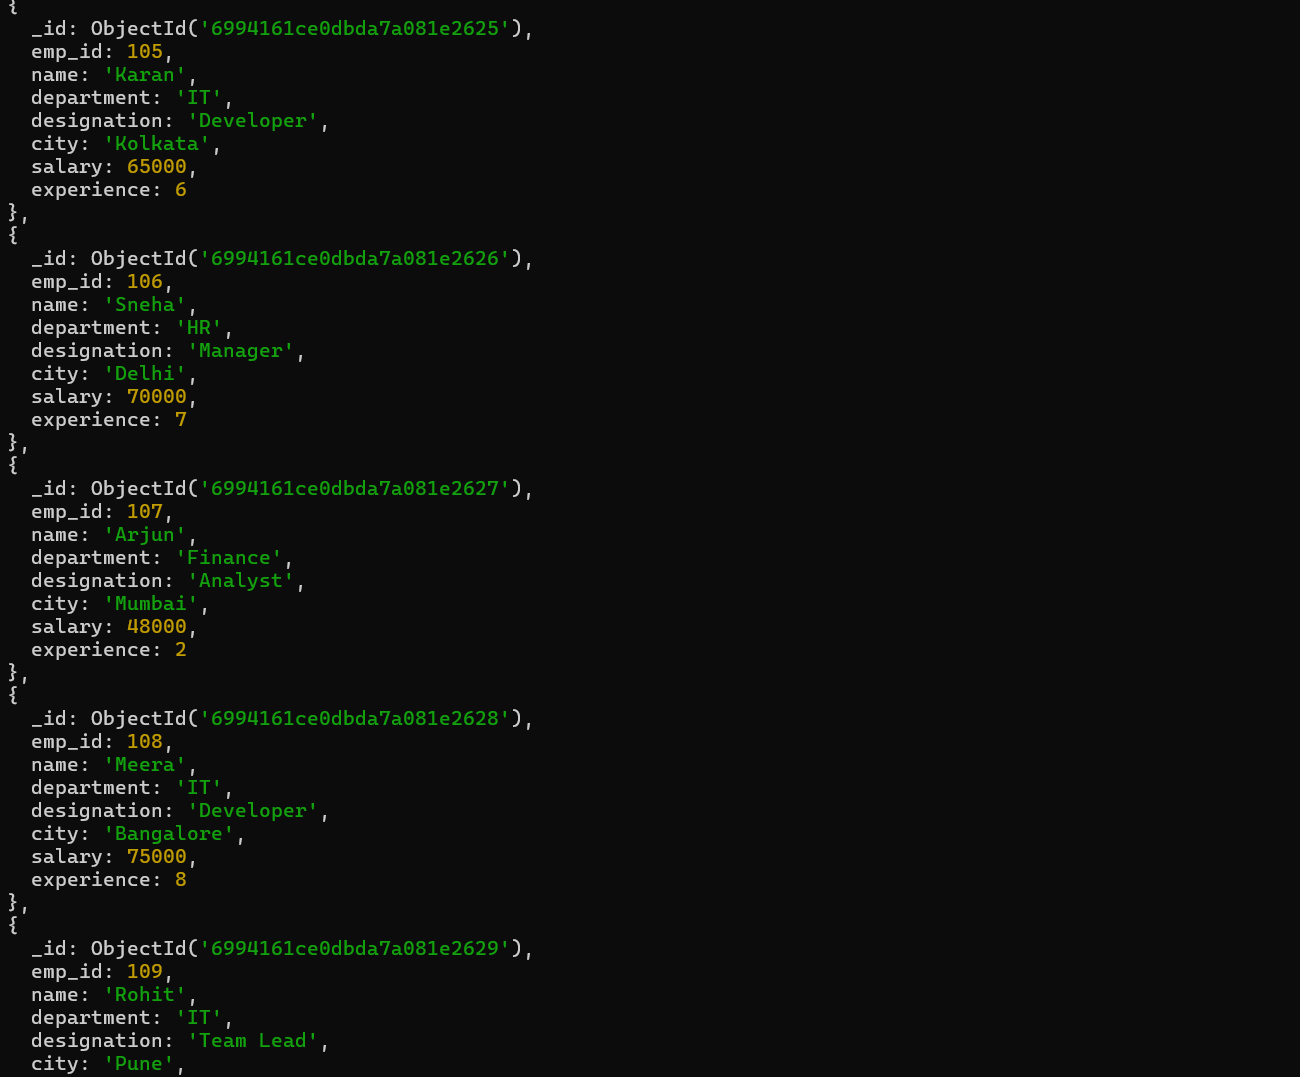 {
  _id: ObjectId('6994161ce0dbda7a081e2625'),
  emp_id: 105,
  name: 'Karan',
  department: 'IT',
  designation: 'Developer',
  city: 'Kolkata',
  salary: 65000,
  experience: 6
},
{
  _id: ObjectId('6994161ce0dbda7a081e2626'),
  emp_id: 106,
  name: 'Sneha',
  department: 'HR',
  designation: 'Manager',
  city: 'Delhi',
  salary: 70000,
  experience: 7
},
{
  _id: ObjectId('6994161ce0dbda7a081e2627'),
  emp_id: 107,
  name: 'Arjun',
  department: 'Finance',
  designation: 'Analyst',
  city: 'Mumbai',
  salary: 48000,
  experience: 2
},
{
  _id: ObjectId('6994161ce0dbda7a081e2628'),
  emp_id: 108,
  name: 'Meera',
  department: 'IT',
  designation: 'Developer',
  city: 'Bangalore',
  salary: 75000,
  experience: 8
},
{
  _id: ObjectId('6994161ce0dbda7a081e2629'),
  emp_id: 109,
  name: 'Rohit',
  department: 'IT',
  designation: 'Team Lead',
  city: 'Pune',